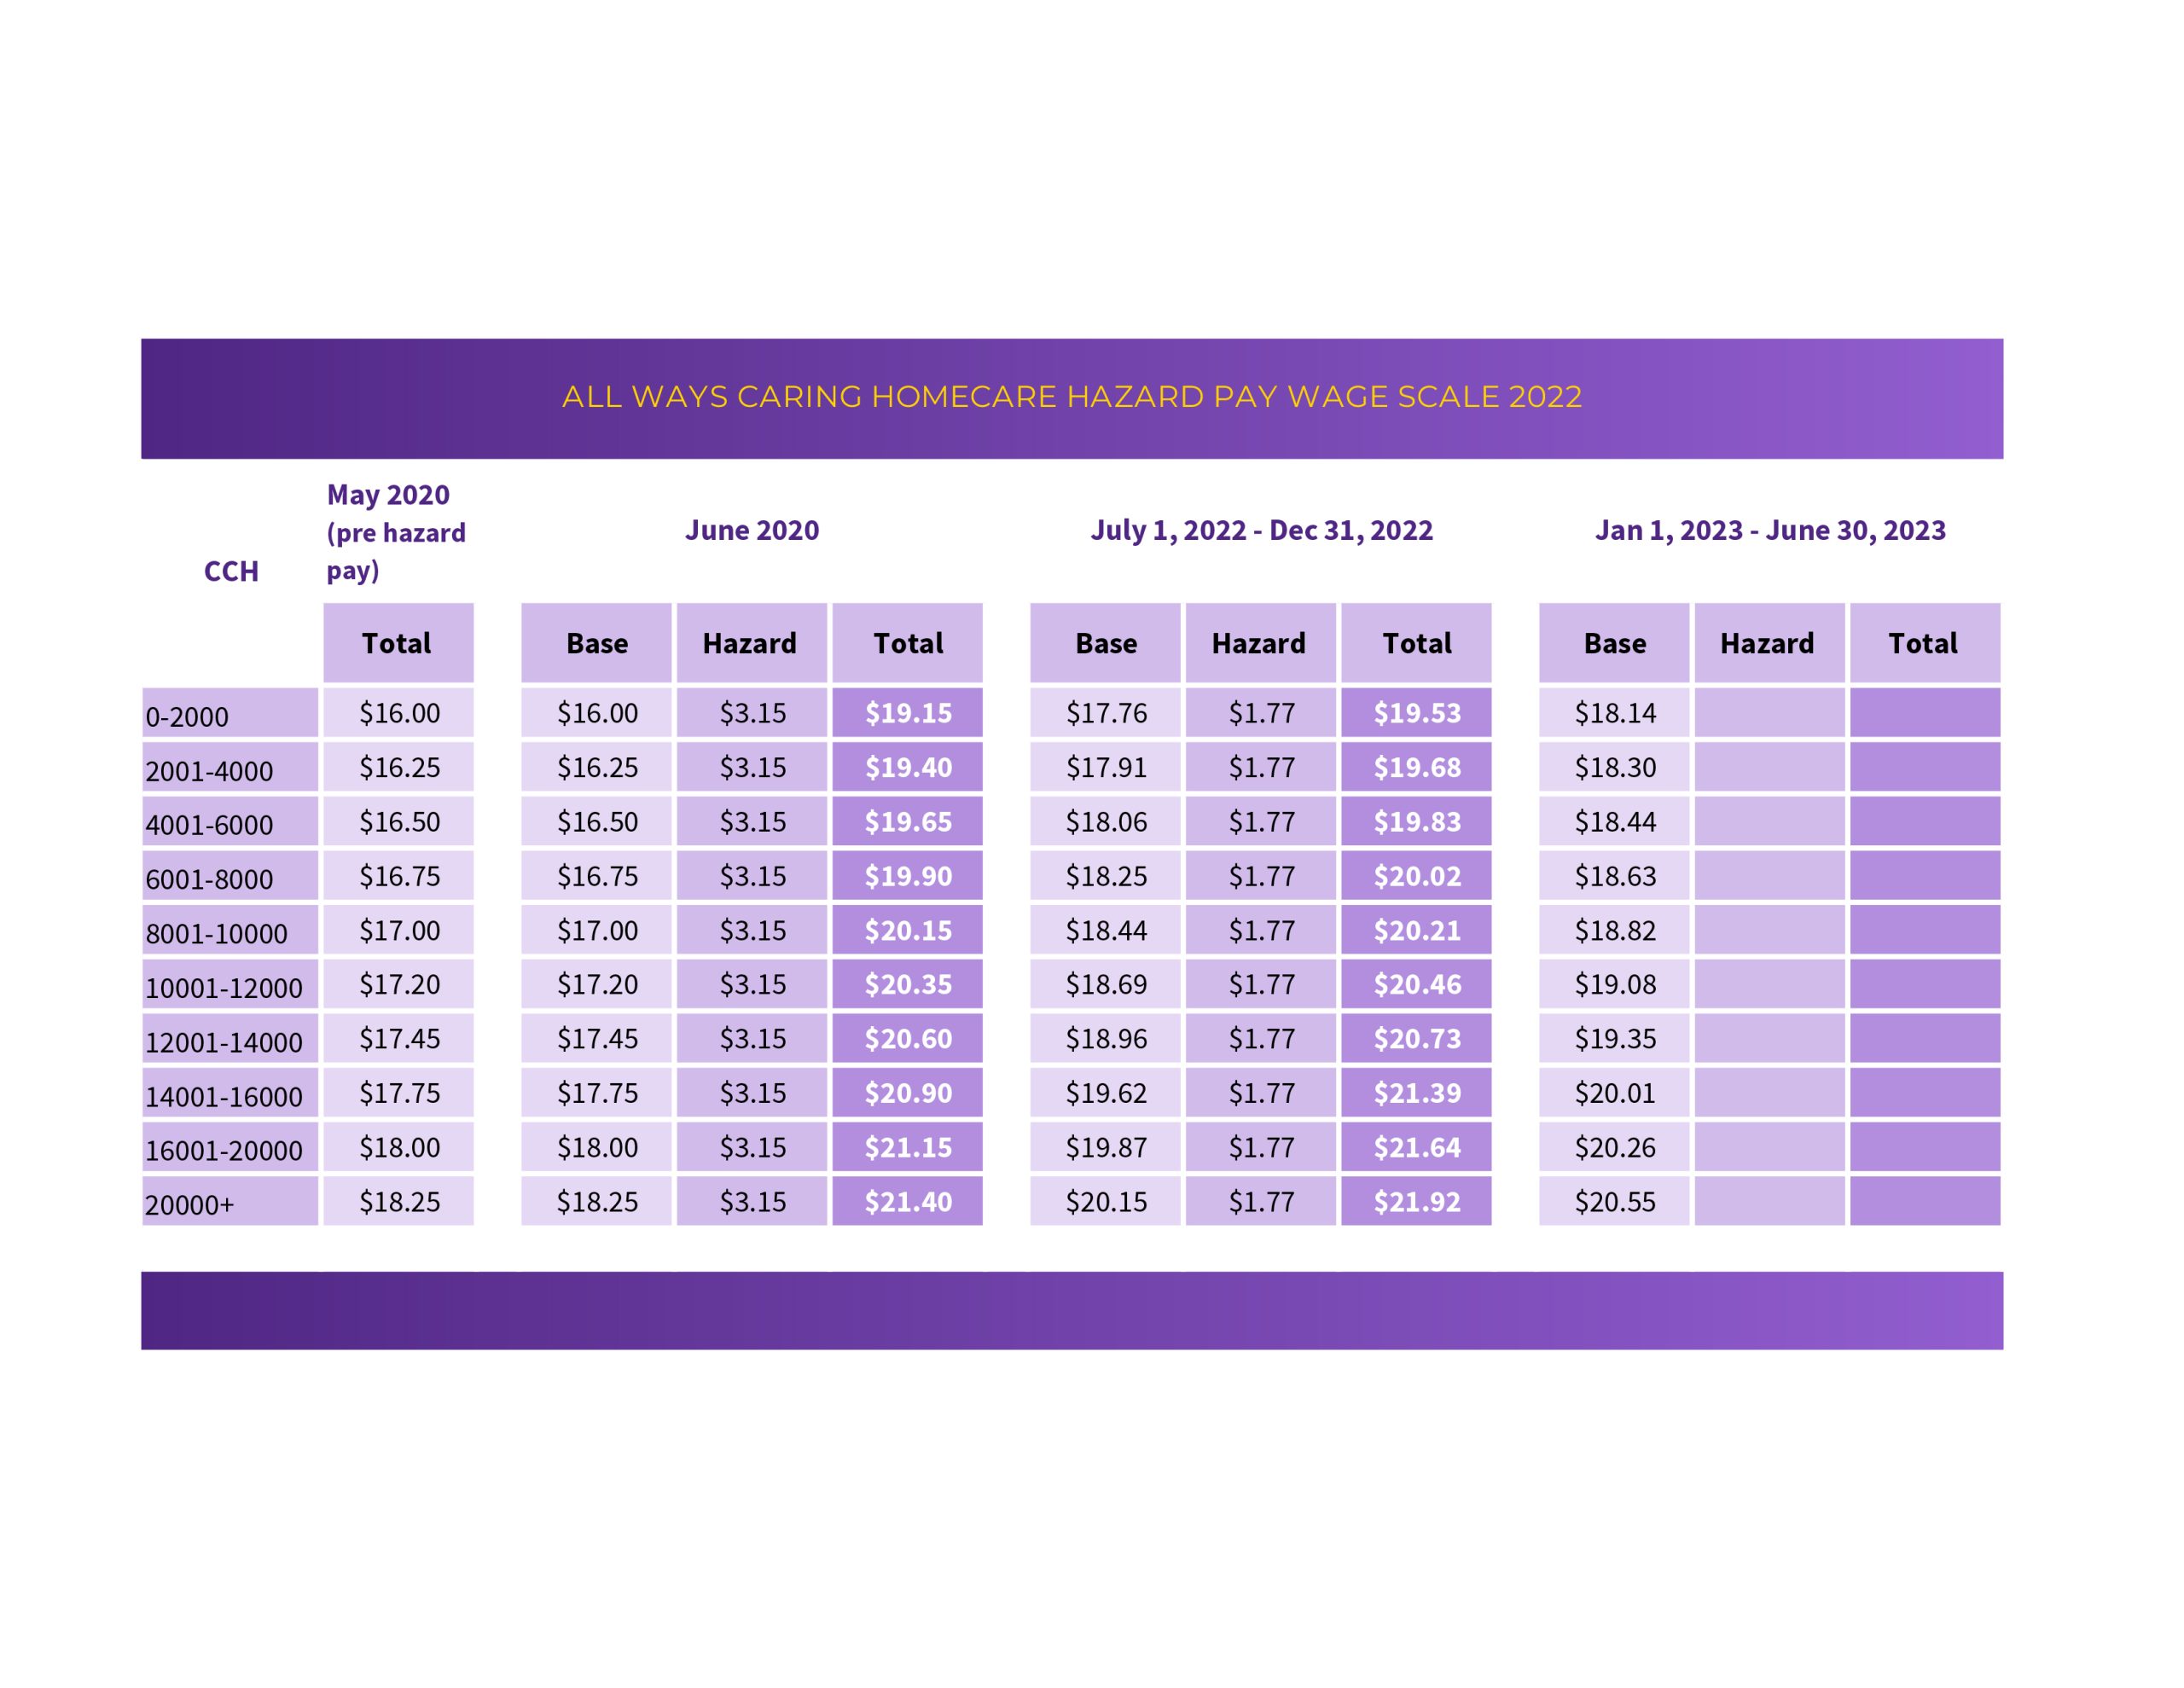 ALL WAYS CARING HOMECARE HAZARD PAY WAGE SCALE 2022
CCH
May 2020
(pre hazard
pay)
June 2020
July 1, 2022 - Dec 31, 2022
Jan 1, 2023 - June 30, 2023
Total Base Hazard Total Base Hazard Total Base Hazard Total
0-2000 $16.00 $16.00 $3.15 $19.15 $17.76 $1.77 $19.53 $18.14
2001-4000 $16.25 $16.25 $3.15 $19.40 $17.91 $1.77 $19.68 $18.30
4001-6000 $16.50 $16.50 $3.15 $19.65 $18.06 $1.77 $19.83 $18.44
6001-8000 $16.75 $16.75 $3.15 $19.90 $18.25 $1.77 $20.02 $18.63
8001-10000 $17.00 $17.00 $3.15 $20.15 $18.44 $1.77 $20.21 $18.82
10001-12000 $17.20 $17.20 $3.15 $20.35 $18.69 $1.77 $20.46 $19.08
12001-14000 $17.45 $17.45 $3.15 $20.60 $18.96 $1.77 $20.73 $19.35
14001-16000 $17.75 $17.75 $3.15 $20.90 $19.62 $1.77 $21.39 $20.01
16001-20000 $18.00 $18.00 $3.15 $21.15 $19.87 $1.77 $21.64 $20.26
20000+ $18.25 $18.25 $3.15 $21.40 $20.15 $1.77 $21.92 $20.55